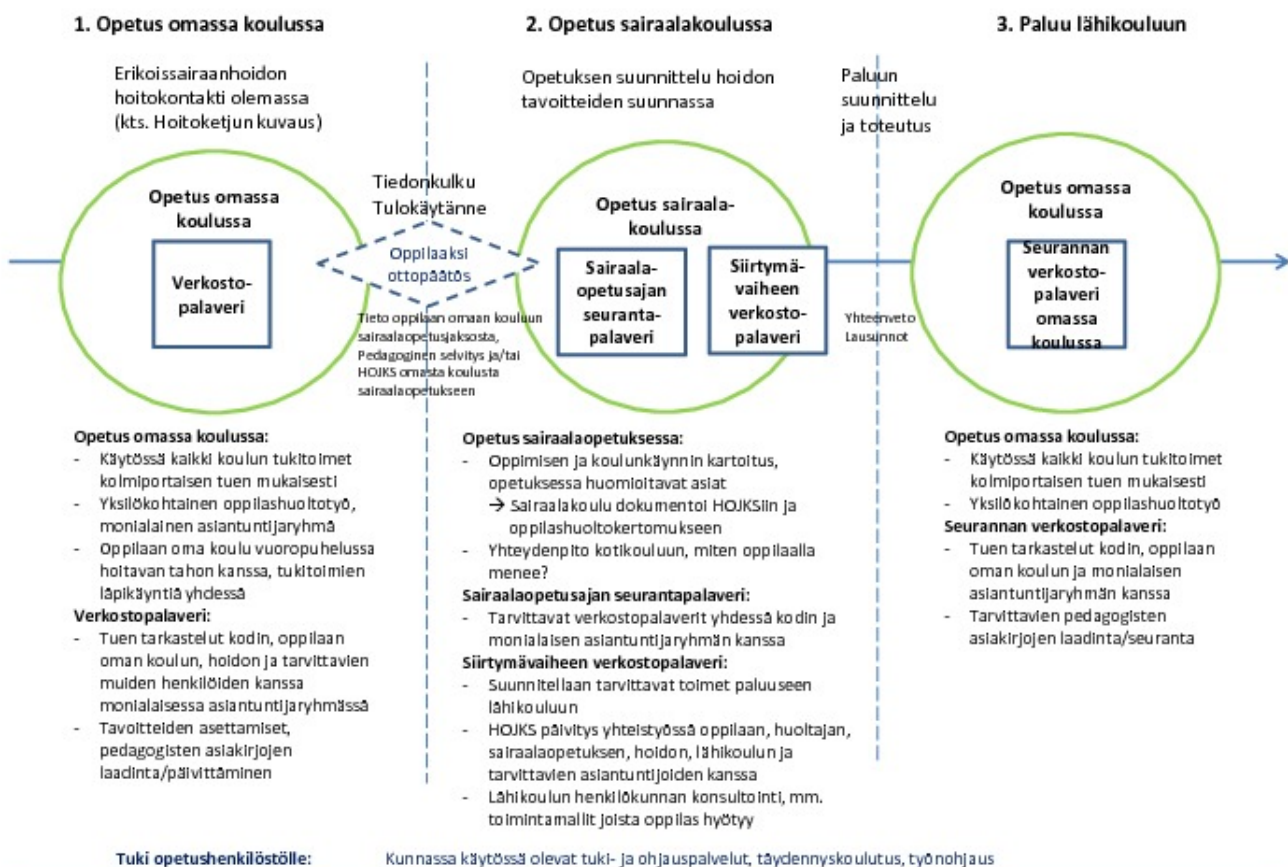 1. Opetus omassa koulussa
2. Opetus sairaalakoulussa
3. Paluu lähikouluun
Erikoissairaanhoidon
hoitokontakti olemassa
(kts. Hoitoketjun kuvaus)
Opetuksen suunnittelu hoidon
tavoitteiden suunnassa
Paluun
suunnittelu
ja toteutus
Opetus omassa
koulussa
Verkosto-
palaveri
Tiedonkulku
Tulokäytänne
Oppilaaksi
ottopäätös
Tieto oppilaan omaan kouluun
sairaalaopetusjaksosta,
Pedagoginen selvitys ja/tai
HOJKS omasta koulusta
sairaalaopetukseen
Opetus sairaala-
koulussa
Sairaala-
opetusajan
seuranta-
palaveri
Siirtymä-
vaiheen
verkosto-
palaveri
Yhteenveto
Lausunnot
Opetus omassa
koulussa
Seurannan
verkosto-
palaveri
omassa
koulussa
Opetus omassa koulussa:
- Käytössä kaikki koulun tukitoimet
kolmiportaisen tuen mukaisesti
- Yksilökohtainen oppilashuoltotyö,
monialainen asiantuntijaryhmä
- Oppilaan oma koulu vuoropuhelussa
hoitavan tahon kanssa, tukitoimien
läpikäyntiä yhdessä
Verkostopalaveri:
- Tuen tarkastelut kodin, oppilaan
oman koulun, hoidon ja tarvittavien
muiden henkilöiden kanssa
monialaisessa asiantuntijaryhmässä
- Tavoitteiden asettamiset,
pedagogisten asiakirjojen
laadinta/päivittäminen
Opetus sairaalaopetuksessa:
- Oppimisen ja koulunkäynnin kartoitus,
opetuksessa huomioitavat asiat
→ Sairaalakoulu dokumentoi HOJKSiin ja
oppilashuoltokertomukseen
- Yhteydenpito kotikouluun, miten oppilaalla
menee?
Sairaalaopetusajan seurantapalaveri:
- Tarvittavat verkostopalaverit yhdessä kodin ja
monialaisen asiantuntijaryhmän kanssa
Siirtymävaiheen verkostopalaveri:
- Suunnitellaan tarvittavat toimet paluuseen
lähikouluun
- HOJKS päivitys yhteistyössä oppilaan, huoltajan,
sairaalaopetuksen, hoidon, lähikoulun ja
tarvittavien asiantuntijoiden kanssa
- Lähikoulun henkilökunnan konsultointi, mm.
toimintamallit joista oppilas hyötyy
Opetus omassa koulussa:
- Käytössä kaikki koulun tukitoimet
kolmiportaisen tuen mukaisesti
- Yksilökohtainen oppilashuoltotyö
Seurannan verkostopalaveri:
- Tuen tarkastelut kodin, oppilaan
oman koulun ja monialaisen
asiantuntijaryhmän kanssa
- Tarvittavien pedagogisten
asiakirjojen laadinta/seuranta
Tuki opetushenkilöstölle: Kunnassa käytössä olevat tuki- ja ohjauspalvelut, täydennyskoulutus, työnohjaus